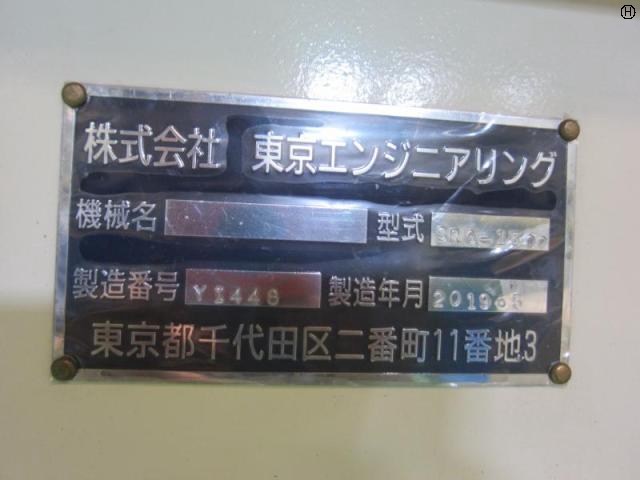 株式会社 東京エンジニアリング
機械名 型式
製造番号 YI448 製造年月
東京都千代田区二番町11番地3
H